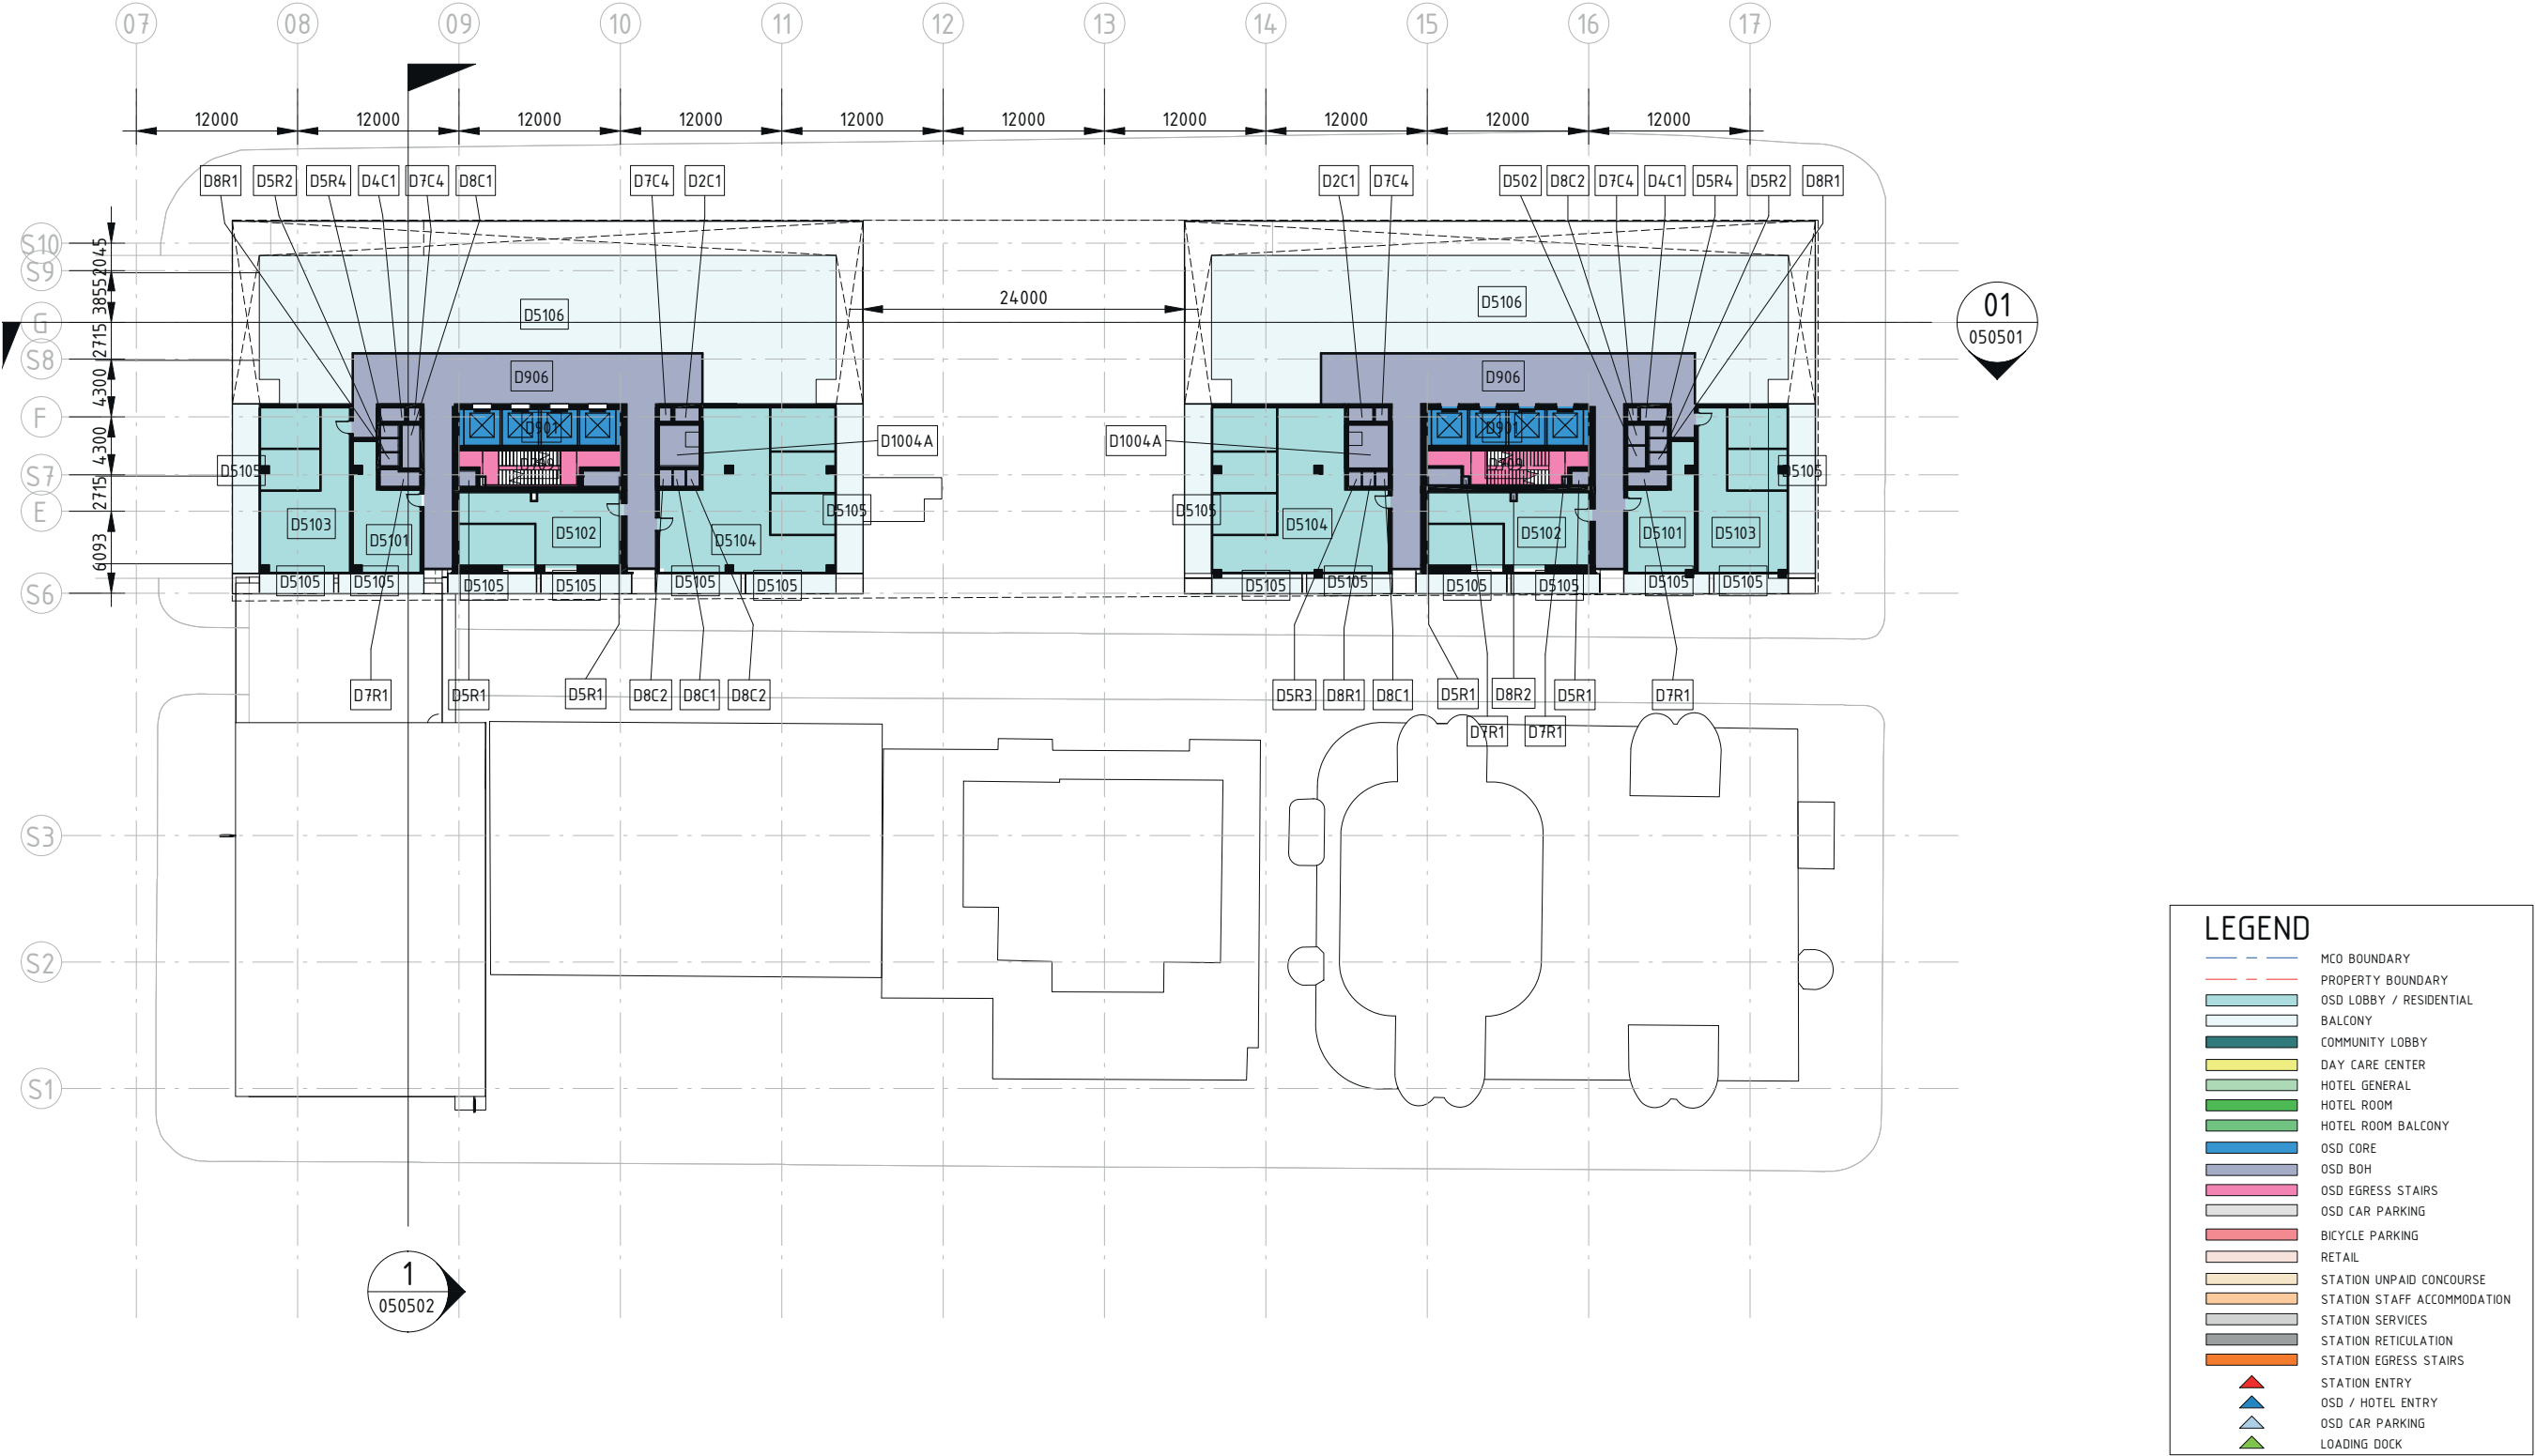 07 08 09 10 11 12 13 14 15 16 17
12000 12000 12000 12000 12000 12000 12000 12000 12000 12000
D8R1 D5R2 D5R4 D4C1 D7C4 D8C1 D7C4 D2C1 D2C1 D7C4 D502 D8C2 D7C4 D4C1 D5R4 D5R2 D8R1
S10
2045
S9
3855
24000
D5106 D5106
01
050501
G
2715
S8
4300
D906 D906
F
D901 D901
4300
D1004A D1004A
S7
D5105 D5105
2715
E
D5105 D5105
D5103 D5101 D5102 D5104 D5104 D5102 D5101 D5103
6093
D5105 D5105 D5105 D5105 D5105 D5105 D5105 D5105 D5105 D5105 D5105 D5105
S6
D7R1 D5R1 D5R1 D8C2 D8C1 D8C2 D5R3 D8R1 D8C1 D5R1 D8R2 D5R1 D7R1
D7R1 D7R1
S3
S2
S1
1
050502
LEGEND
MCO BOUNDARY
PROPERTY BOUNDARY
OSD LOBBY / RESIDENTIAL
BALCONY
COMMUNITY LOBBY
DAY CARE CENTER
HOTEL GENERAL
HOTEL ROOM
HOTEL ROOM BALCONY
OSD CORE
OSD BOH
OSD EGRESS STAIRS
OSD CAR PARKING
BICYCLE PARKING
RETAIL
STATION UNPAID CONCOURSE
STATION STAFF ACCOMMODATION
STATION SERVICES
STATION RETICULATION
STATION EGRESS STAIRS
STATION ENTRY
OSD / HOTEL ENTRY
OSD CAR PARKING
LOADING DOCK